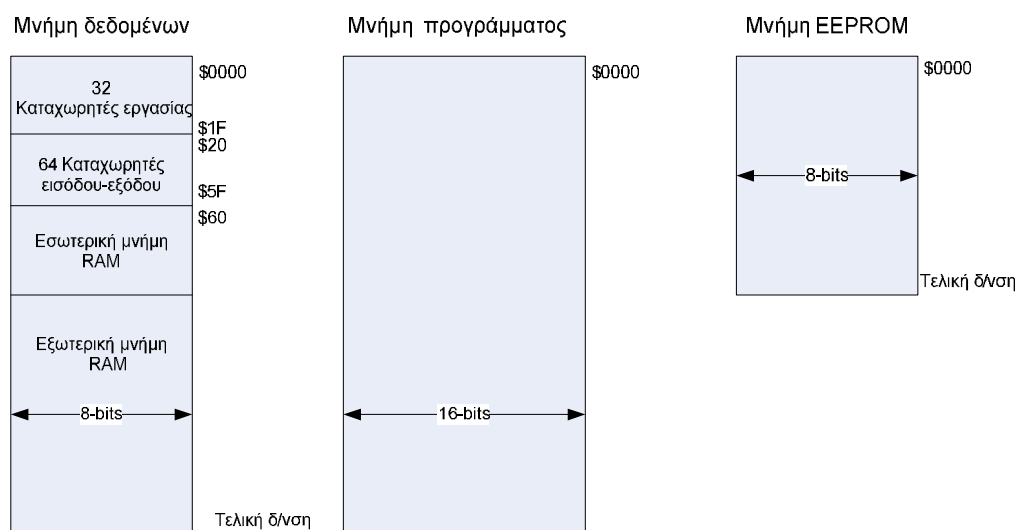 Μνήμη δεδομένων
$0000
32
Καταχωρητές εργασίας
$1F
$20
64 Καταχωρητές
εισόδου-εξόδου
$5F
$60
Εσωτερική μνήμη
RAM
Εξωτερική μνήμη
RAM
8-bits
Τελική δ/νση
Μνήμη προγράμματος
$0000
16-bits
Μνήμη EEPROM
$0000
8-bits
Τελική δ/νση